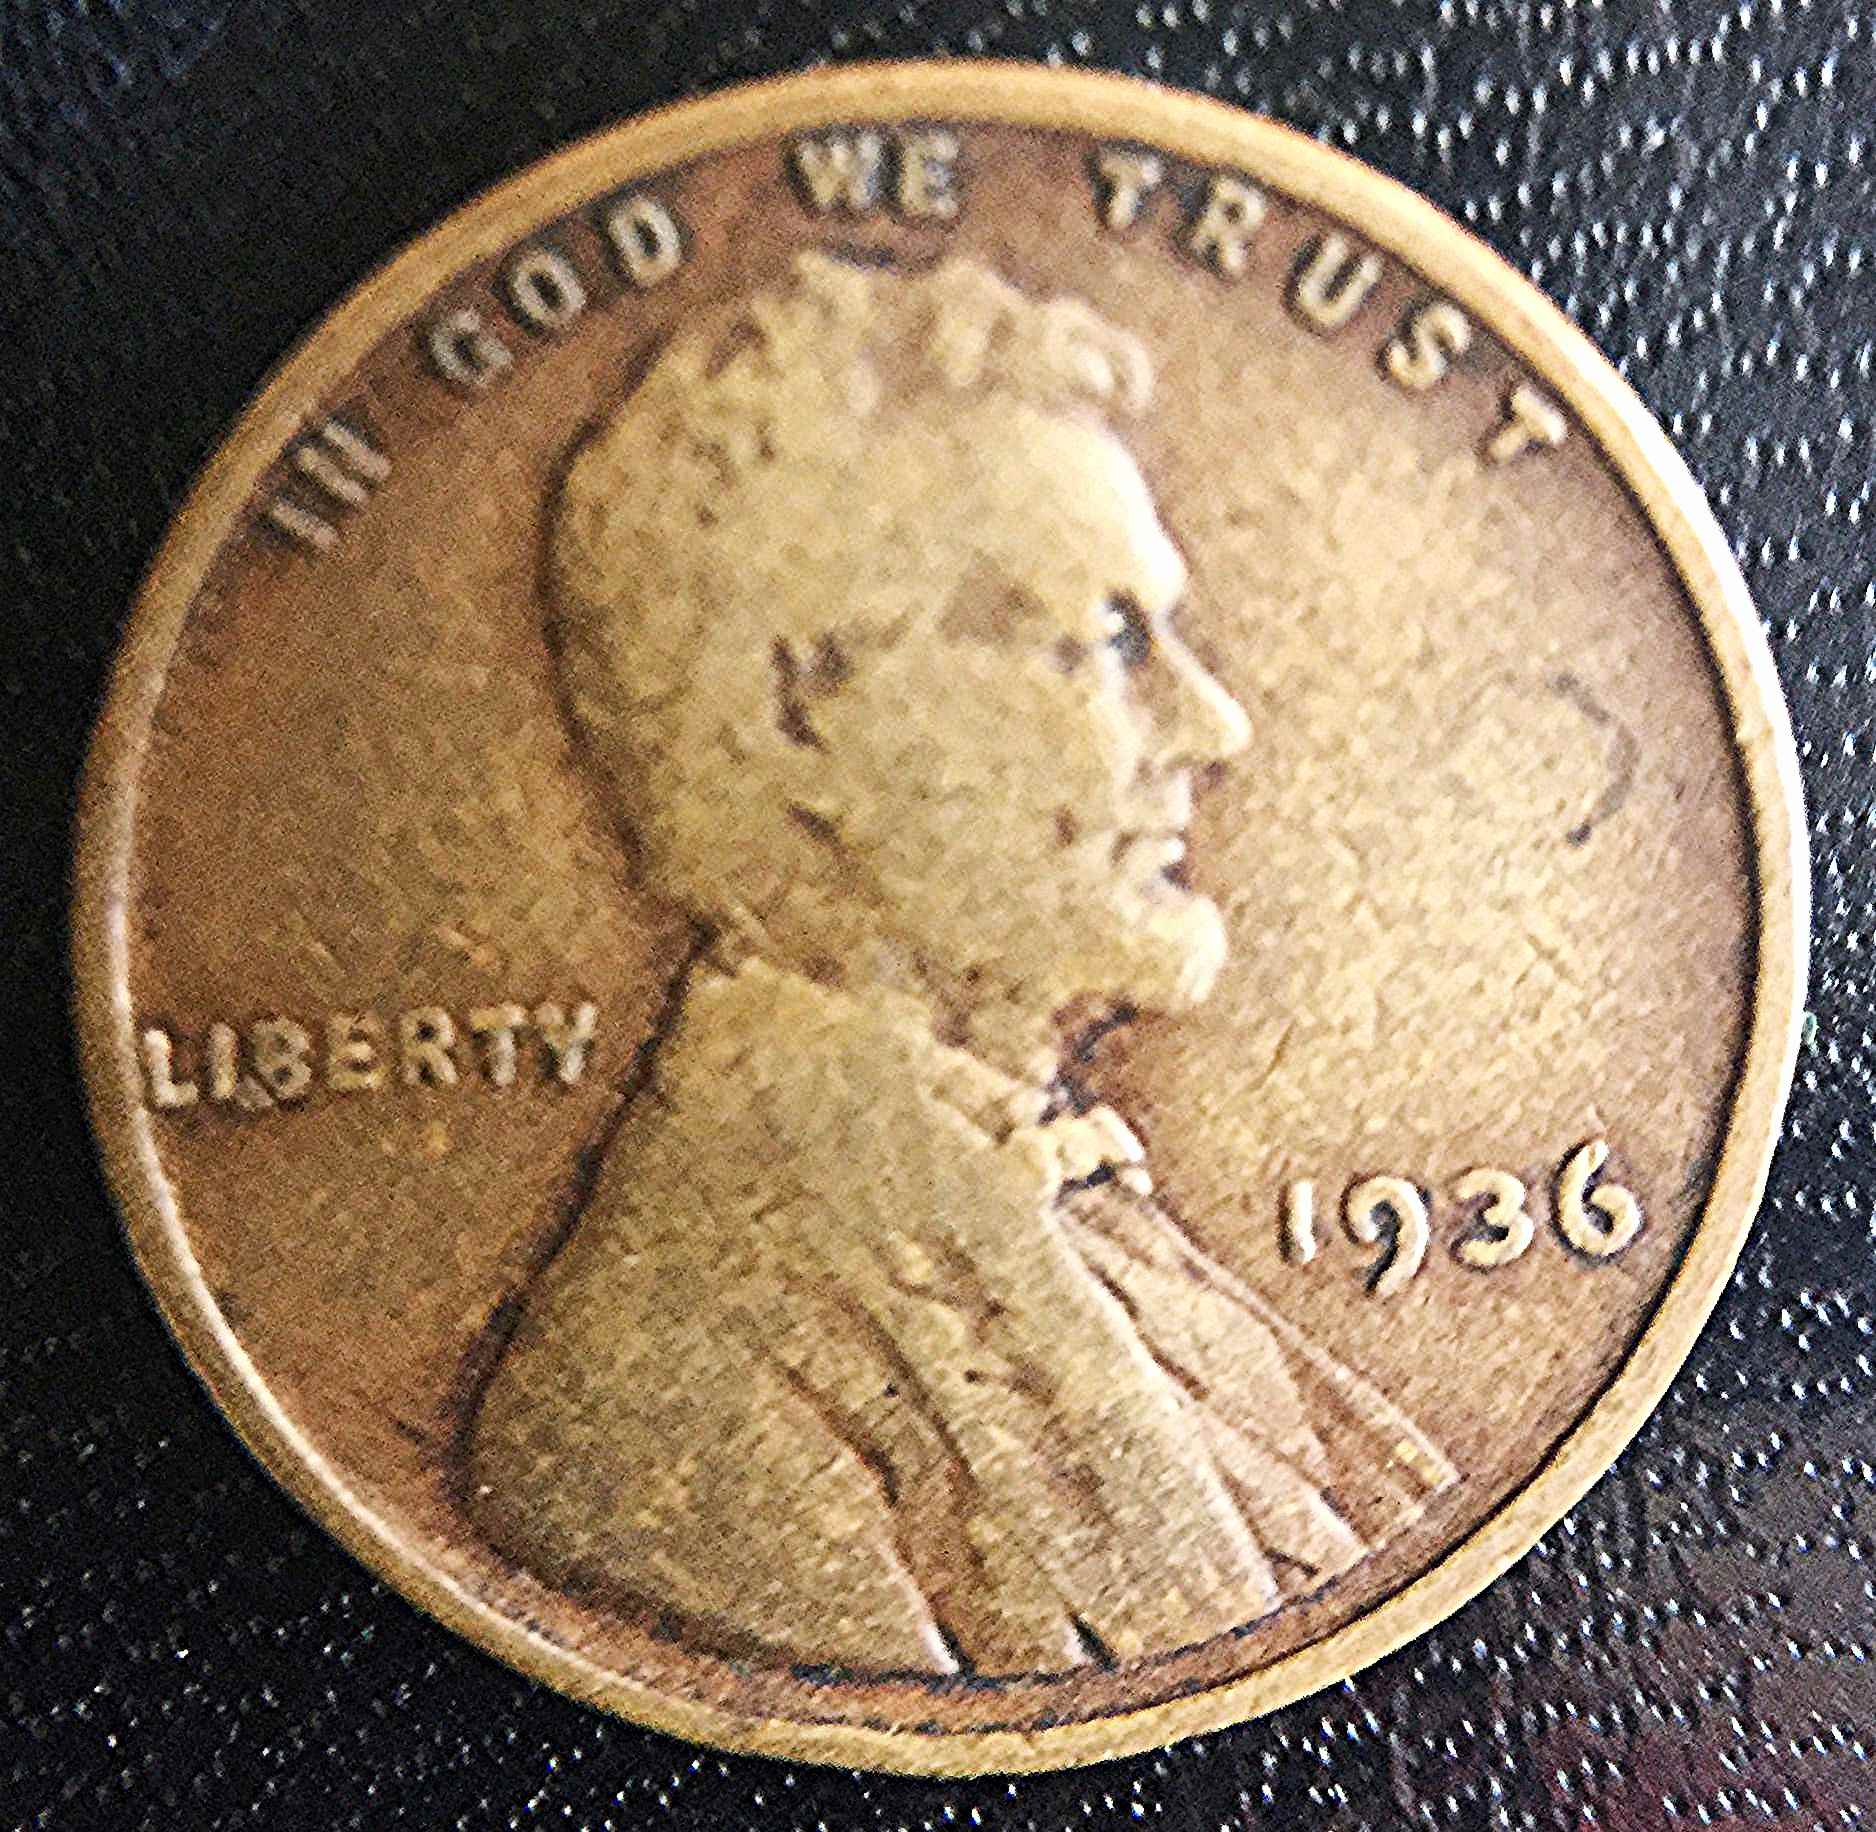 IN GOD WE TRUST
LIBERTY
1936